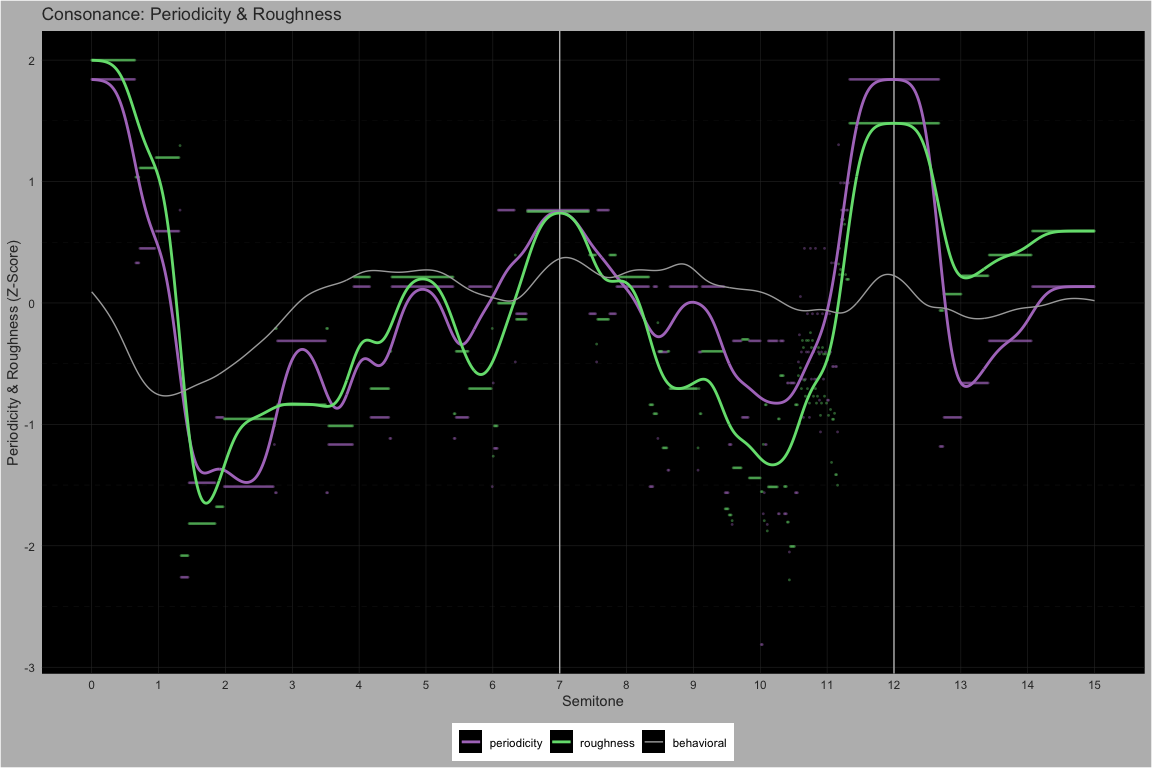 Consonance: Periodicity & Roughness
Periodicity & Roughness (Z-Score)
2
1
0
-1
-2
-3
0 1 2 3 4 5 6 7 8 9 10 11 12 13 14 15
Semitone
periodicity roughness behavioral